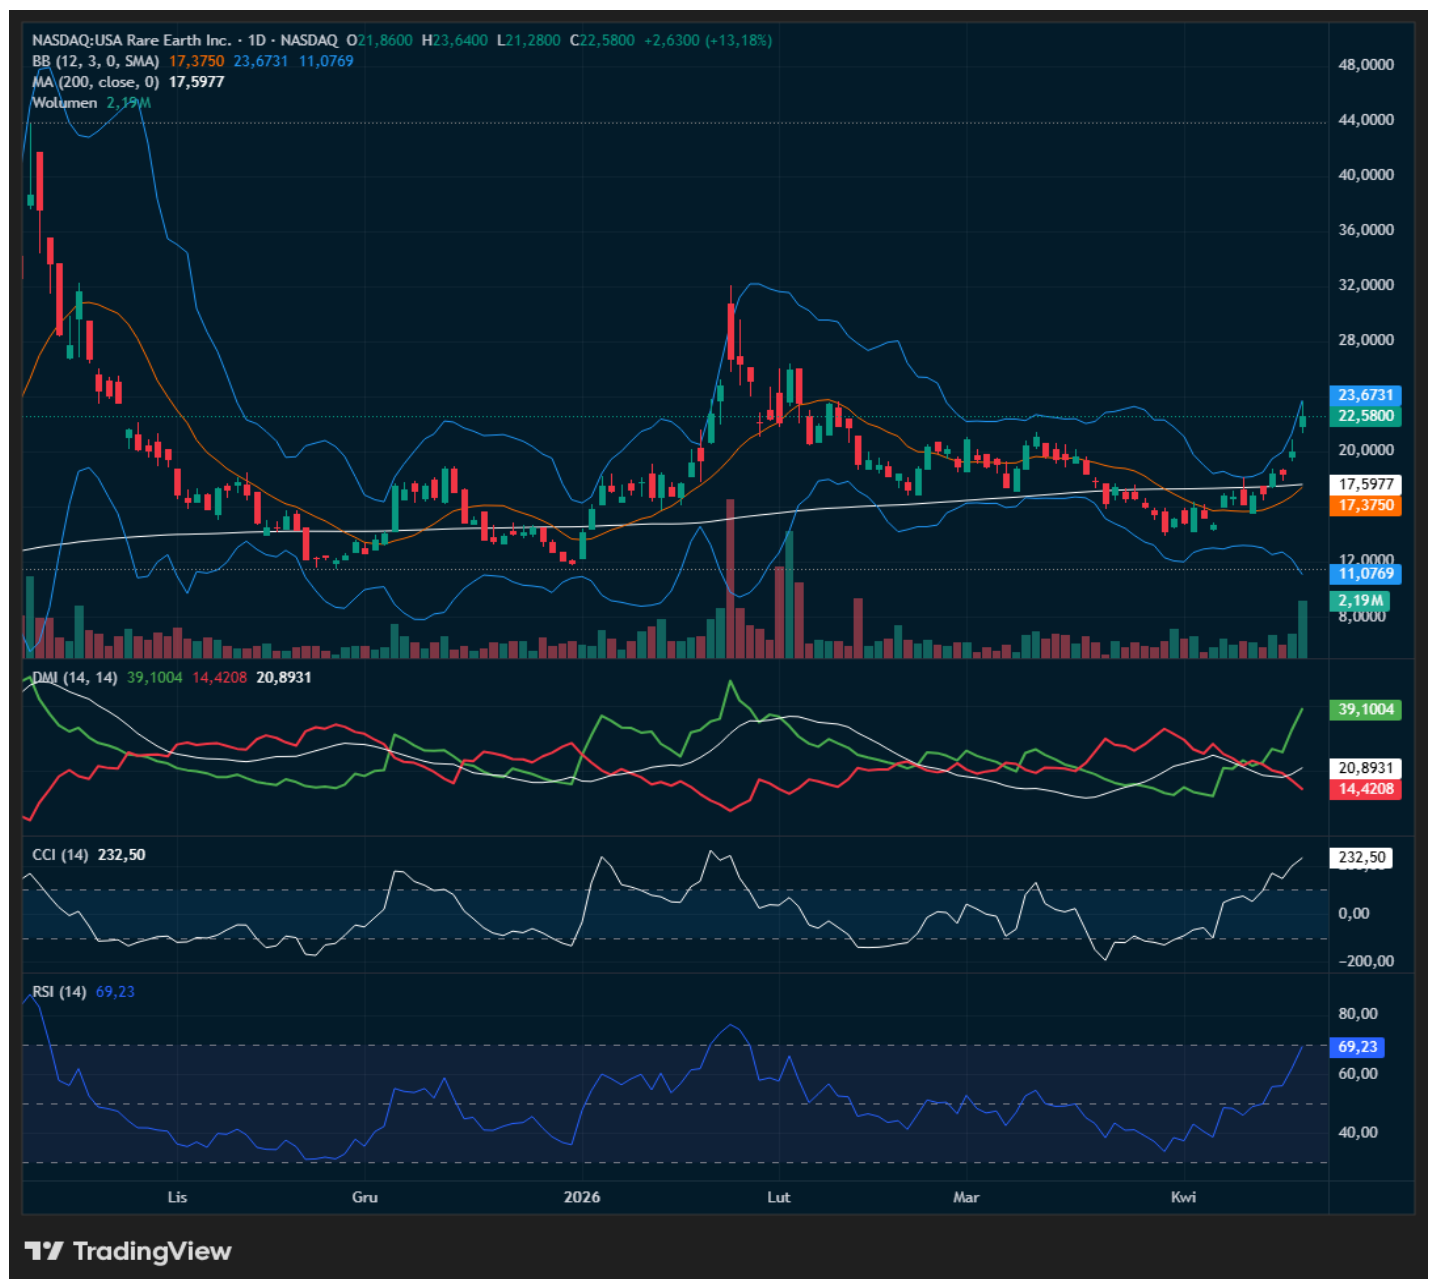 NASDAQ:USA Rare Earth Inc. · 1D · NASDAQ O21,8600 H23,6400 L21,2800 C22,5800 +2,6300 (+13,18%)
BB (12, 3, 0, SMA) 17,3750 23,6731 11,0769
MA (200, close, 0) 17,5977
Wolumen 2,19M
48,0000
44,0000
40,0000
36,0000
32,0000
28,0000
23,6731
22,5800
20,0000
17,5977
17,3750
12,0000
11,0769
2,19M
8,0000
DMI (14, 14) 39,1004 14,4208 20,8931
39,1004
20,8931
14,4208
CCI (14) 232,50
232,50
0,00
−200,00
RSI (14) 69,23
80,00
69,23
60,00
40,00
Lis Gru 2026 Lut Mar Kwi
TradingView